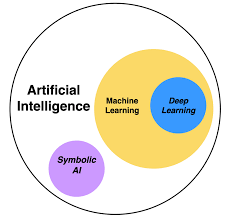 Artificial
Intelligence
Machine
Learning
Deep
Learning
Symbolic
AI